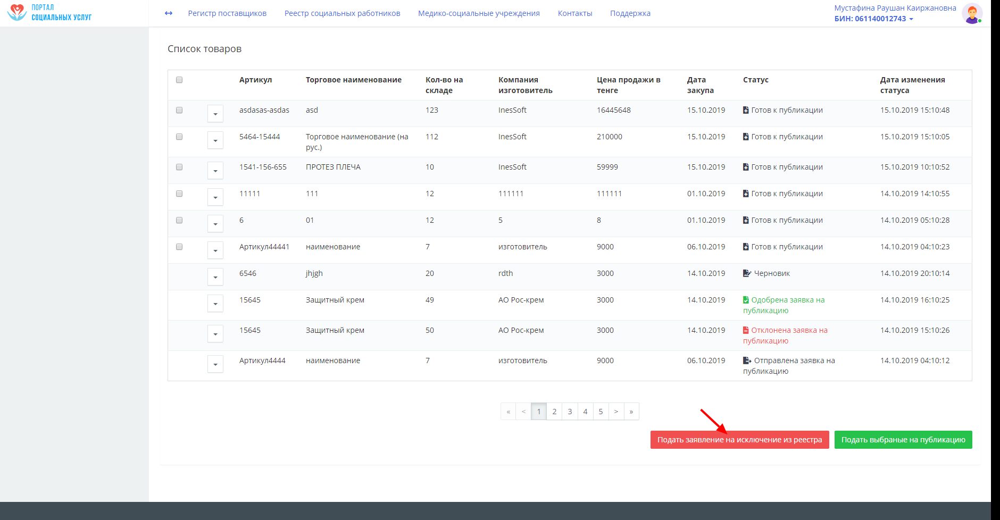 ПОРТАЛ
СОЦИАЛЬНЫХ УСЛУГ
Регистр поставщиков Реестр социальных работников Медико-социальные учреждения Контакты Поддержка
Мустафина Раушан Каиржановна
БИН: 061140012743
Список товаров
Артикул Торговое наименование Кол-во на складе Компания изготовитель Цена продажи в тенге Дата закупа Статус Дата изменения статуса
asdasas-asdas asd 123 InesSoft 16445648 15.10.2019 Готов к публикации 15.10.2019 15:10:48
5464-15444 Торговое наименование (на рус.) 112 InesSoft 210000 15.10.2019 Готов к публикации 15.10.2019 15:10:05
1541-156-655 ПРОТЕЗ ПЛЕЧА 10 InesSoft 59999 15.10.2019 Готов к публикации 15.10.2019 10:10:52
11111 111 12 111111 111111 01.10.2019 Готов к публикации 14.10.2019 14:10:55
6 01 12 5 8 01.10.2019 Готов к публикации 14.10.2019 05:10:28
Артикул44441 наименование 7 изготовитель 9000 06.10.2019 Готов к публикации 14.10.2019 04:10:23
6546 jhjgh 20 rdth 3000 14.10.2019 Черновик 14.10.2019 20:10:14
15645 Защитный крем 49 АО Рос-крем 3000 14.10.2019 Одобрена заявка на публикацию 14.10.2019 16:10:25
15645 Защитный крем 50 АО Рос-крем 3000 14.10.2019 Отклонена заявка на публикацию 14.10.2019 15:10:26
Артикул4444 наименование 7 изготовитель 9000 06.10.2019 Отправлена заявка на публикацию 14.10.2019 04:10:12
« < 1 2 3 4 5 > »
Подать заявление на исключение из реестра Подать выбраные на публикацию